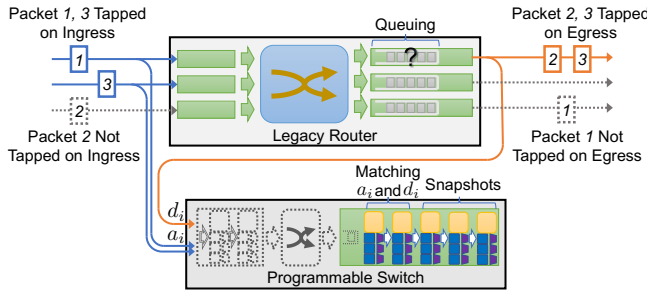 Packet 1, 3 Tapped
on Ingress
Queuing
Packet 2, 3 Tapped
on Egress
1
?
2
3
3
2
1
Packet 2 Not
Tapped on Ingress
Legacy Router
Packet 1 Not
Tapped on Egress
Matching
a_i and d_i
Snapshots
d_i
a_i
Programmable Switch